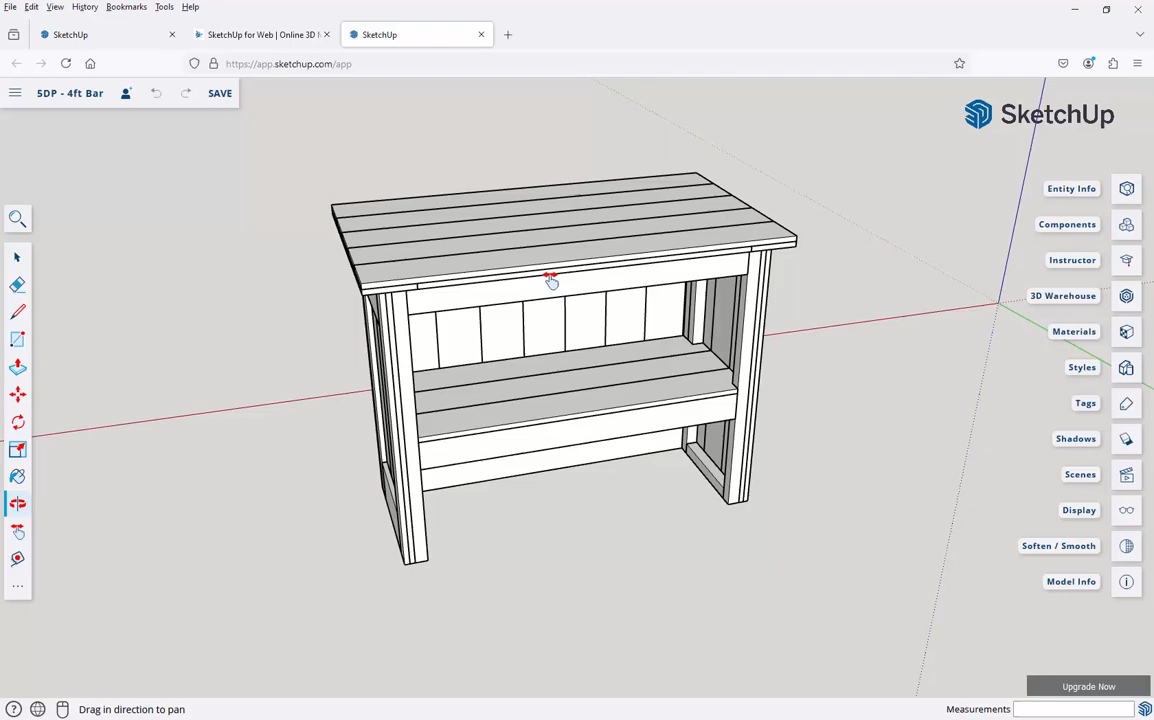 File Edit View History Bookmarks Tools Help
SketchUp
SketchUp for Web | Online 3D
SketchUp
https://app.sketchup.com/app
5DP - 4ft Bar
SAVE
SketchUp
Entity Info
Components
Instructor
3D Warehouse
Materials
Styles
Tags
Shadows
Scenes
Display
Soften / Smooth
Model Info
Upgrade Now
Drag in direction to pan
Measurements